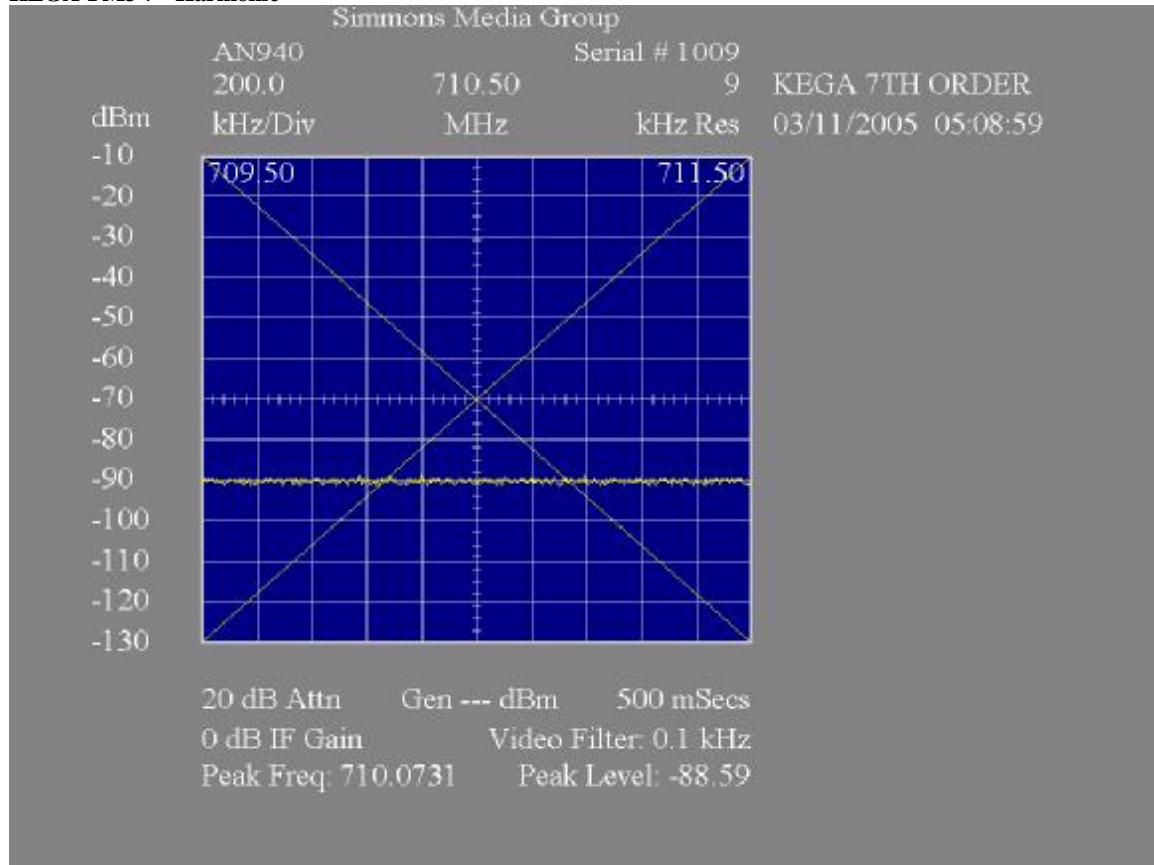 Simmons Media Group
AN940 Serial # 1009
200.0 710.50 9 KEGA 7TH ORDER
dBm kHz/Div MHz kHz Res 03/11/2005 05:08:59
-10
709.50 711.50
-20
-30
-40
-50
-60
-70
-80
-90
-100
-110
-120
-130
20 dB Attn Gen --- dBm 500 mSecs
0 dB IF Gain Video Filter: 0.1 kHz
Peak Freq: 710.0731 Peak Level: -88.59